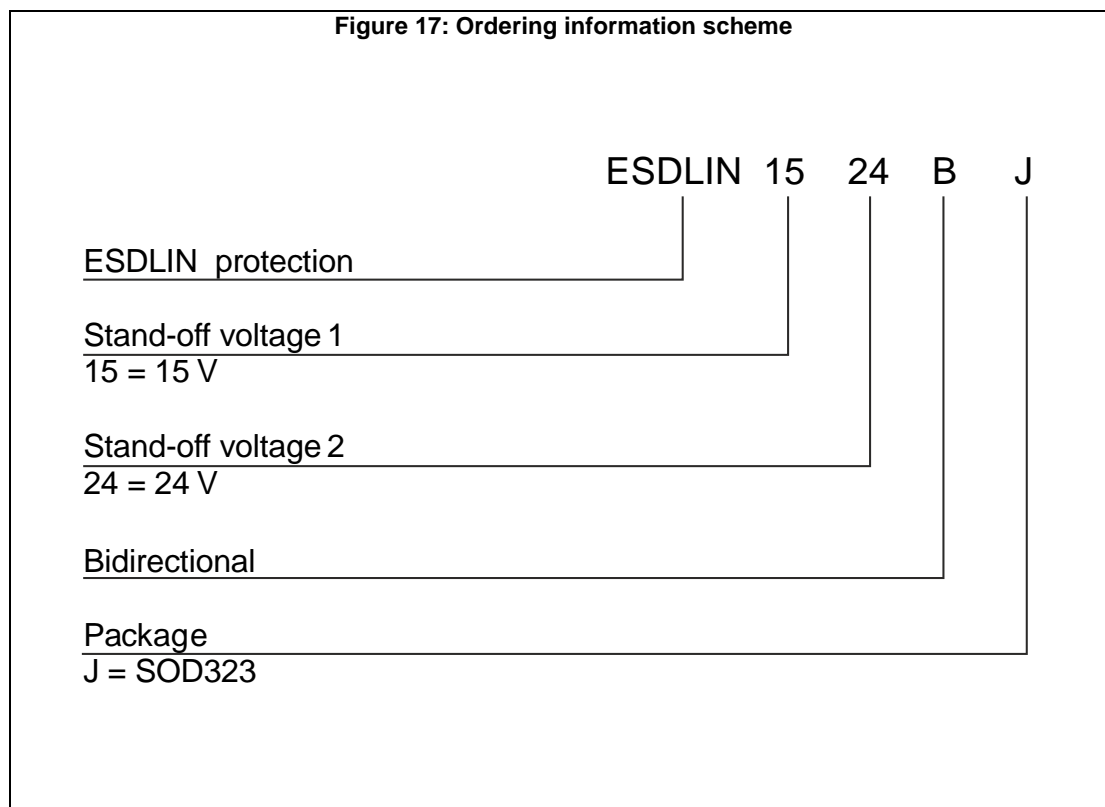 Figure 17: Ordering information scheme
ESDLIN 15 24 B J
ESDLIN protection
Stand-off voltage 1
15 = 15 V
Stand-off voltage 2
24 = 24 V
Bidirectional
Package
J = SOD323